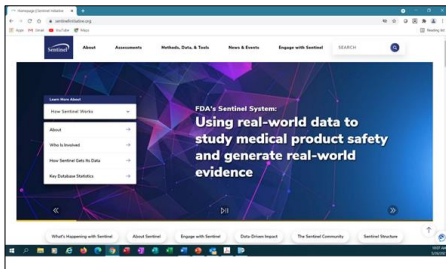 Homepage | Sentinel Initiative
sentinelinitiative.org
Apps
Gmail
YouTube
Maps
Reading list
Sentinel
About
Assessments
Methods, Data, & Tools
News & Events
Engage with Sentinel
SEARCH
Learn More About
How Sentinel Works
About
Who Is Involved
How Sentinel Gets Its Data
Key Database Statistics
FDA's Sentinel System:
Using real-world data to
study medical product safety
and generate real-world
evidence
What's Happening with Sentinel
About Sentinel
Engage with Sentinel
Data-Driven Impact
The Sentinel Community
Sentinel Structure